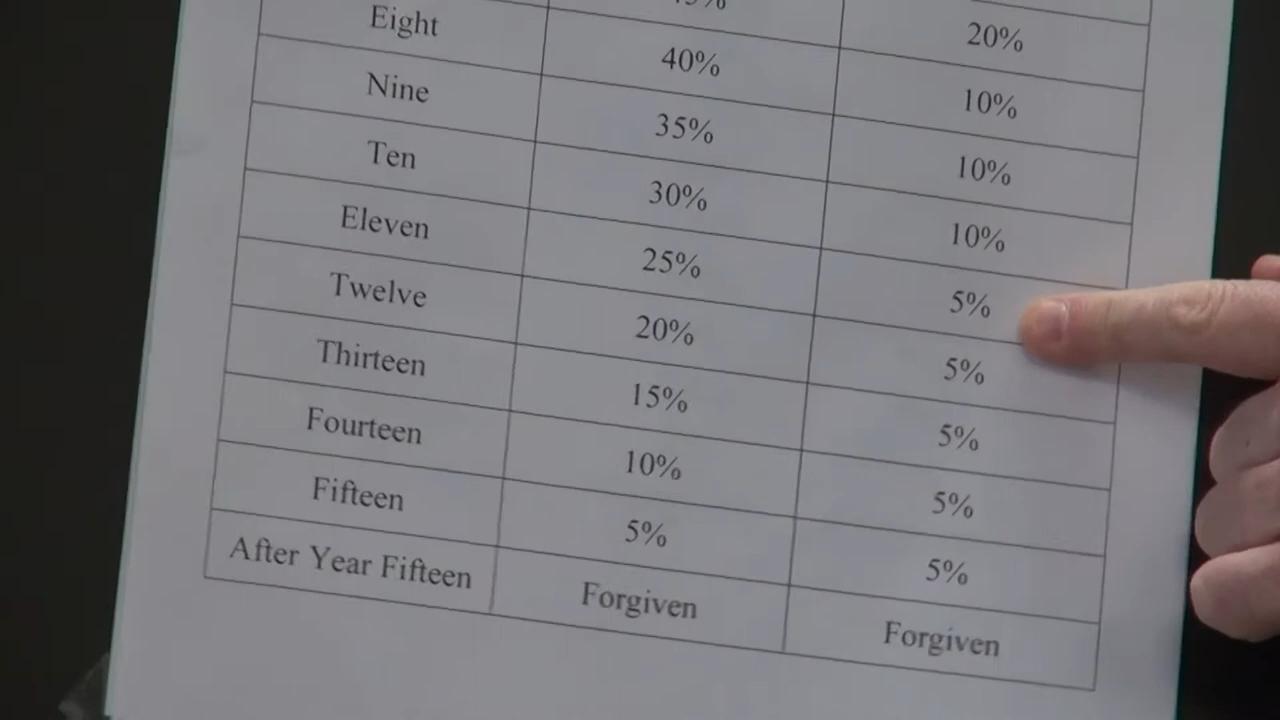 20%
Eight 40% 10%
Nine 35% 10%
Ten 30% 10%
Eleven 25% 5%
Twelve 20% 5%
Thirteen 15% 5%
Fourteen 10% 5%
Fifteen 5% 5%
After Year Fifteen Forgiven Forgiven